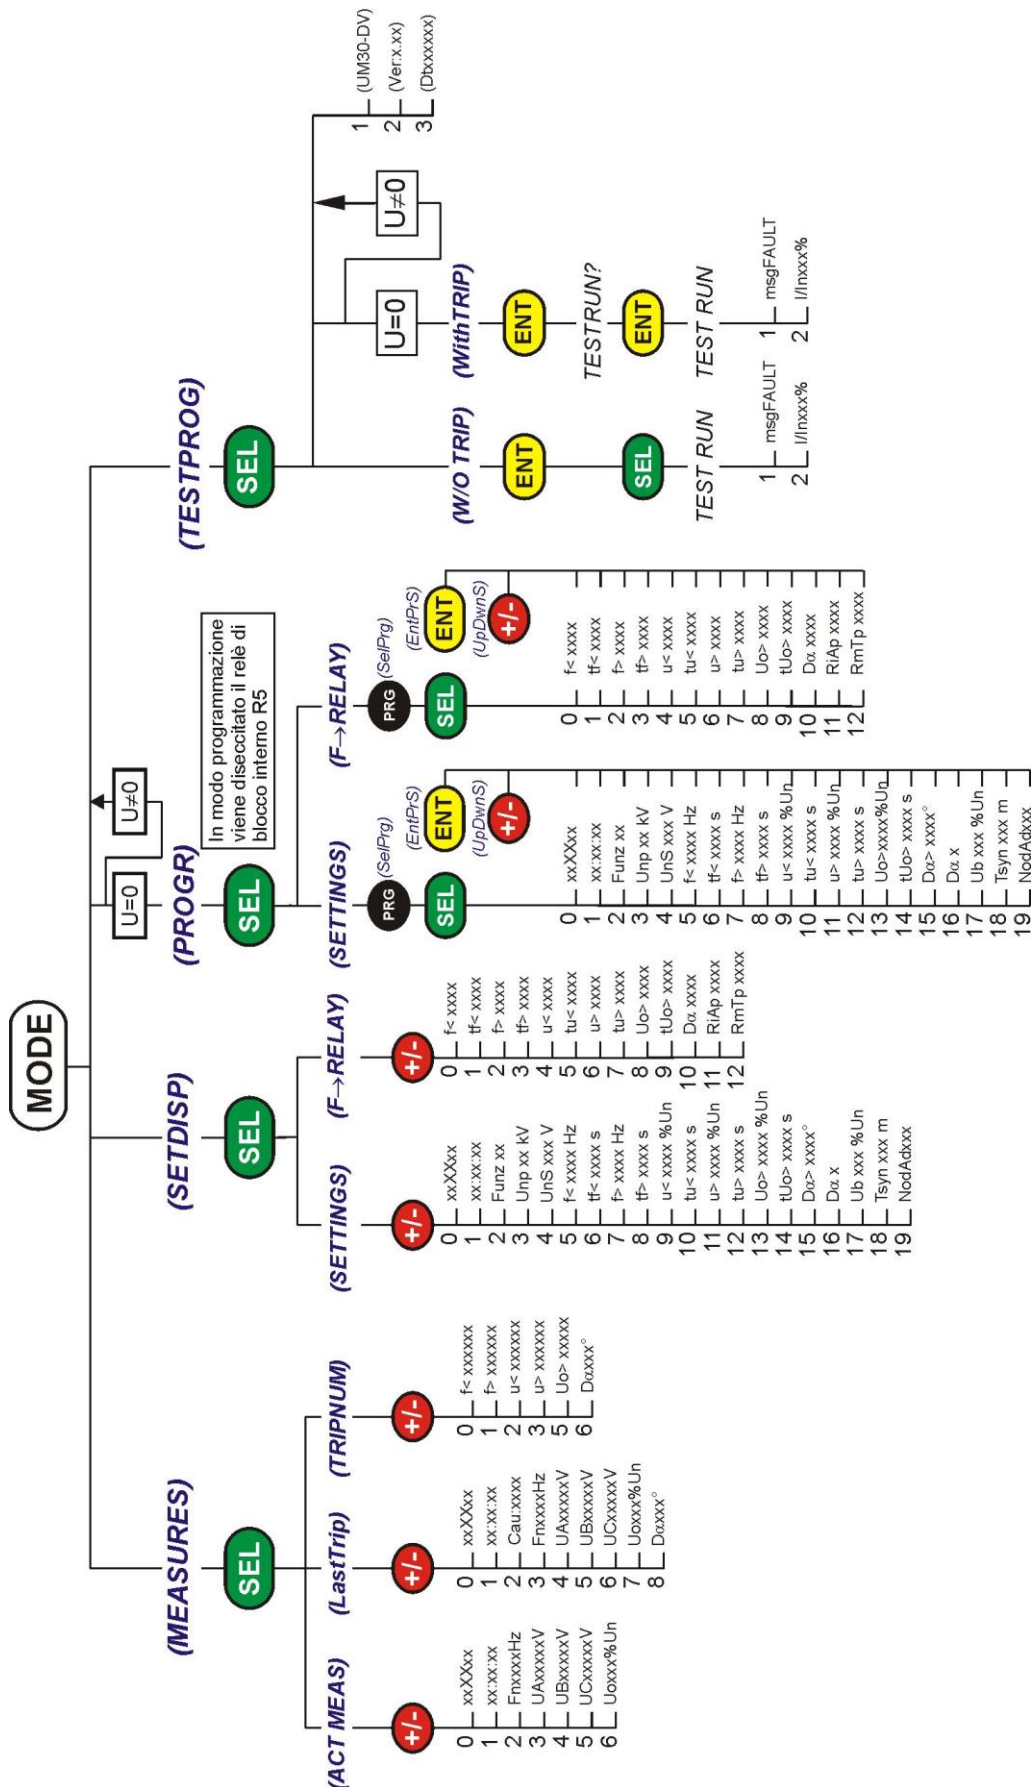 MODE
(MEASURES)
SEL
(ACT MEAS)
+/-
0 xxXXxx
1 xx:xx:xx
2 FnxxxxHz
3 UAxxxxxV
4 UBxxxxxV
5 UCxxxxxV
6 Uoxxx%Un
(LastTrip)
+/-
0 xxXXxx
1 xx:xx:xx
2 Cau:xxxx
3 FnxxxxHz
4 UAxxxxxV
5 UBxxxxxV
6 UCxxxxxV
7 Uoxxx%Un
8 Dαxxx°
(TRIPNUM)
+/-
0 f< xxxxxx
1 f> xxxxxx
2 u< xxxxxx
3 u> xxxxxx
5 Uo> xxxxx
6 Dαxxx°
(SETDISP)
SEL
(SETTINGS)
+/-
0 xxXXxx
1 xx:xx:xx
2 Funz xx
3 Unp xx kV
4 UnS xxx V
5 f< xxxx Hz
6 tf< xxxx s
7 f> xxxx Hz
8 tf> xxxx s
9 u< xxxx %Un
10 tu< xxxx s
11 u> xxxx %Un
12 tu> xxxx s
13 Uo> xxxx %Un
14 tUo> xxxx s
15 Dα> xxxx°
16 Dα x
17 Ub xxx %Un
18 Tsyn xxx m
19 NodAdxxx
(F→RELAY)
+/-
0 f< xxxx
1 tf< xxxx
2 f> xxxx
3 tf> xxxx
4 u< xxxx
5 tu< xxxx
6 u> xxxx
7 tu> xxxx
8 Uo> xxxx
9 tUo> xxxx
10 Dα xxxx
11 RiAp xxxx
12 RmTp xxxx
U=0
U≠0
(PROGR)
SEL
In modo programmazione
viene diseccitato il relè di
blocco interno R5
(SETTINGS)
PRG (SelPrg)
SEL
(EntPrS)
ENT
(UpDwnS)
+/-
0 xxXXxx
1 xx:xx:xx
2 Funz xx
3 Unp xx kV
4 UnS xxx V
5 f< xxxx Hz
6 tf< xxxx s
7 f> xxxx Hz
8 tf> xxxx s
9 u< xxxx %Un
10 tu< xxxx s
11 u> xxxx %Un
12 tu> xxxx s
13 Uo>xxxx%Un
14 tUo> xxxx s
15 Dα> xxxx°
16 Dα x
17 Ub xxx %Un
18 Tsyn xxx m
19 NodAdxxx
(F→RELAY)
PRG (SelPrg)
SEL
(EntPrS)
ENT
(UpDwnS)
+/-
0 f< xxxx
1 tf< xxxx
2 f> xxxx
3 tf> xxxx
4 u< xxxx
5 tu< xxxx
6 u> xxxx
7 tu> xxxx
8 Uo> xxxx
9 tUo> xxxx
10 Dα xxxx
11 RiAp xxxx
12 RmTp xxxx
(TESTPROG)
SEL
(W/O TRIP)
ENT
SEL
TEST RUN
1 msgFAULT
2 I/Inxxx%
U=0
U≠0
(WithTRIP)
ENT
TESTRUN?
ENT
TEST RUN
1 msgFAULT
2 I/Inxxx%
1 (UM30-DV)
2 (Ver:x.xx)
3 (Dtxxxxxx)